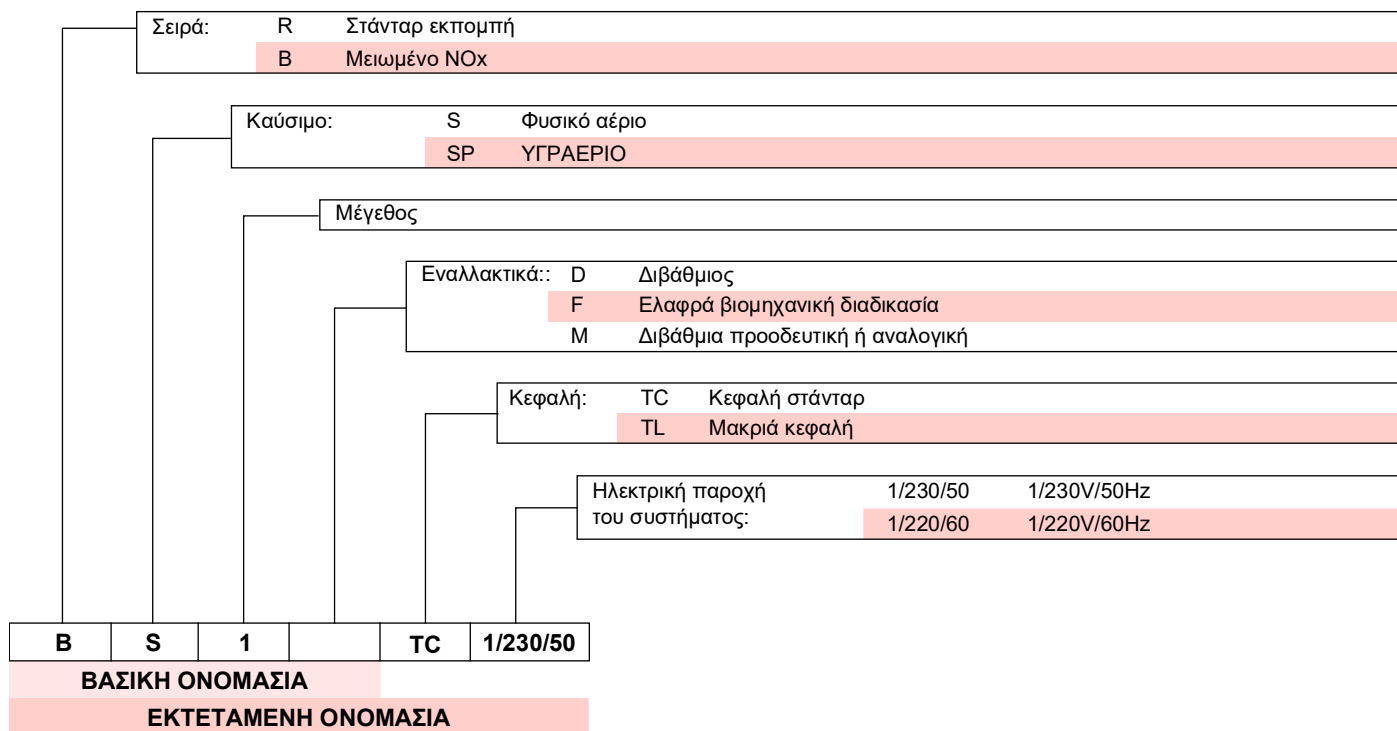 Σειρά: R Στάνταρ εκπομπή
B Μειωμένο NOx
Καύσιμο: S Φυσικό αέριο
SP ΥΓΡΑΕΡΙΟ
Μέγεθος
Εναλλακτικά:: D Διβάθμιος
F Ελαφρά βιομηχανική διαδικασία
M Διβάθμια προοδευτική ή αναλογική
Κεφαλή: TC Κεφαλή στάνταρ
TL Μακριά κεφαλή
Ηλεκτρική παροχή 1/230/50 1/230V/50Hz
του συστήματος: 1/220/60 1/220V/60Hz
B S 1 TC 1/230/50
ΒΑΣΙΚΗ ΟΝΟΜΑΣΙΑ
ΕΚΤΕΤΑΜΕΝΗ ΟΝΟΜΑΣΙΑ